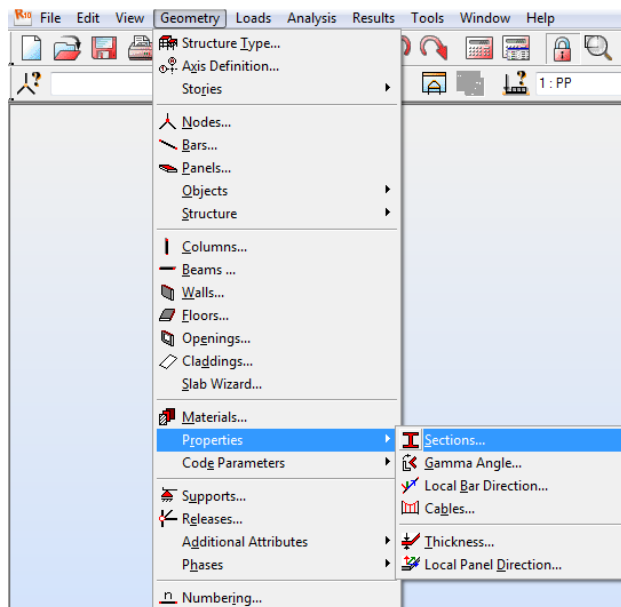 R10 File Edit View Geometry Loads Analysis Results Tools Window Help
Structure Type...
Axis Definition...
Stories
1 : PP
Nodes...
Bars...
Panels...
Objects
Structure
Columns...
Beams ...
Walls...
Floors...
Openings...
Claddings...
Slab Wizard...
Materials...
Properties
Sections...
Code Parameters
Gamma Angle...
Local Bar Direction...
Supports...
Cables...
Releases...
Additional Attributes
Thickness...
Phases
Local Panel Direction...
n Numbering...